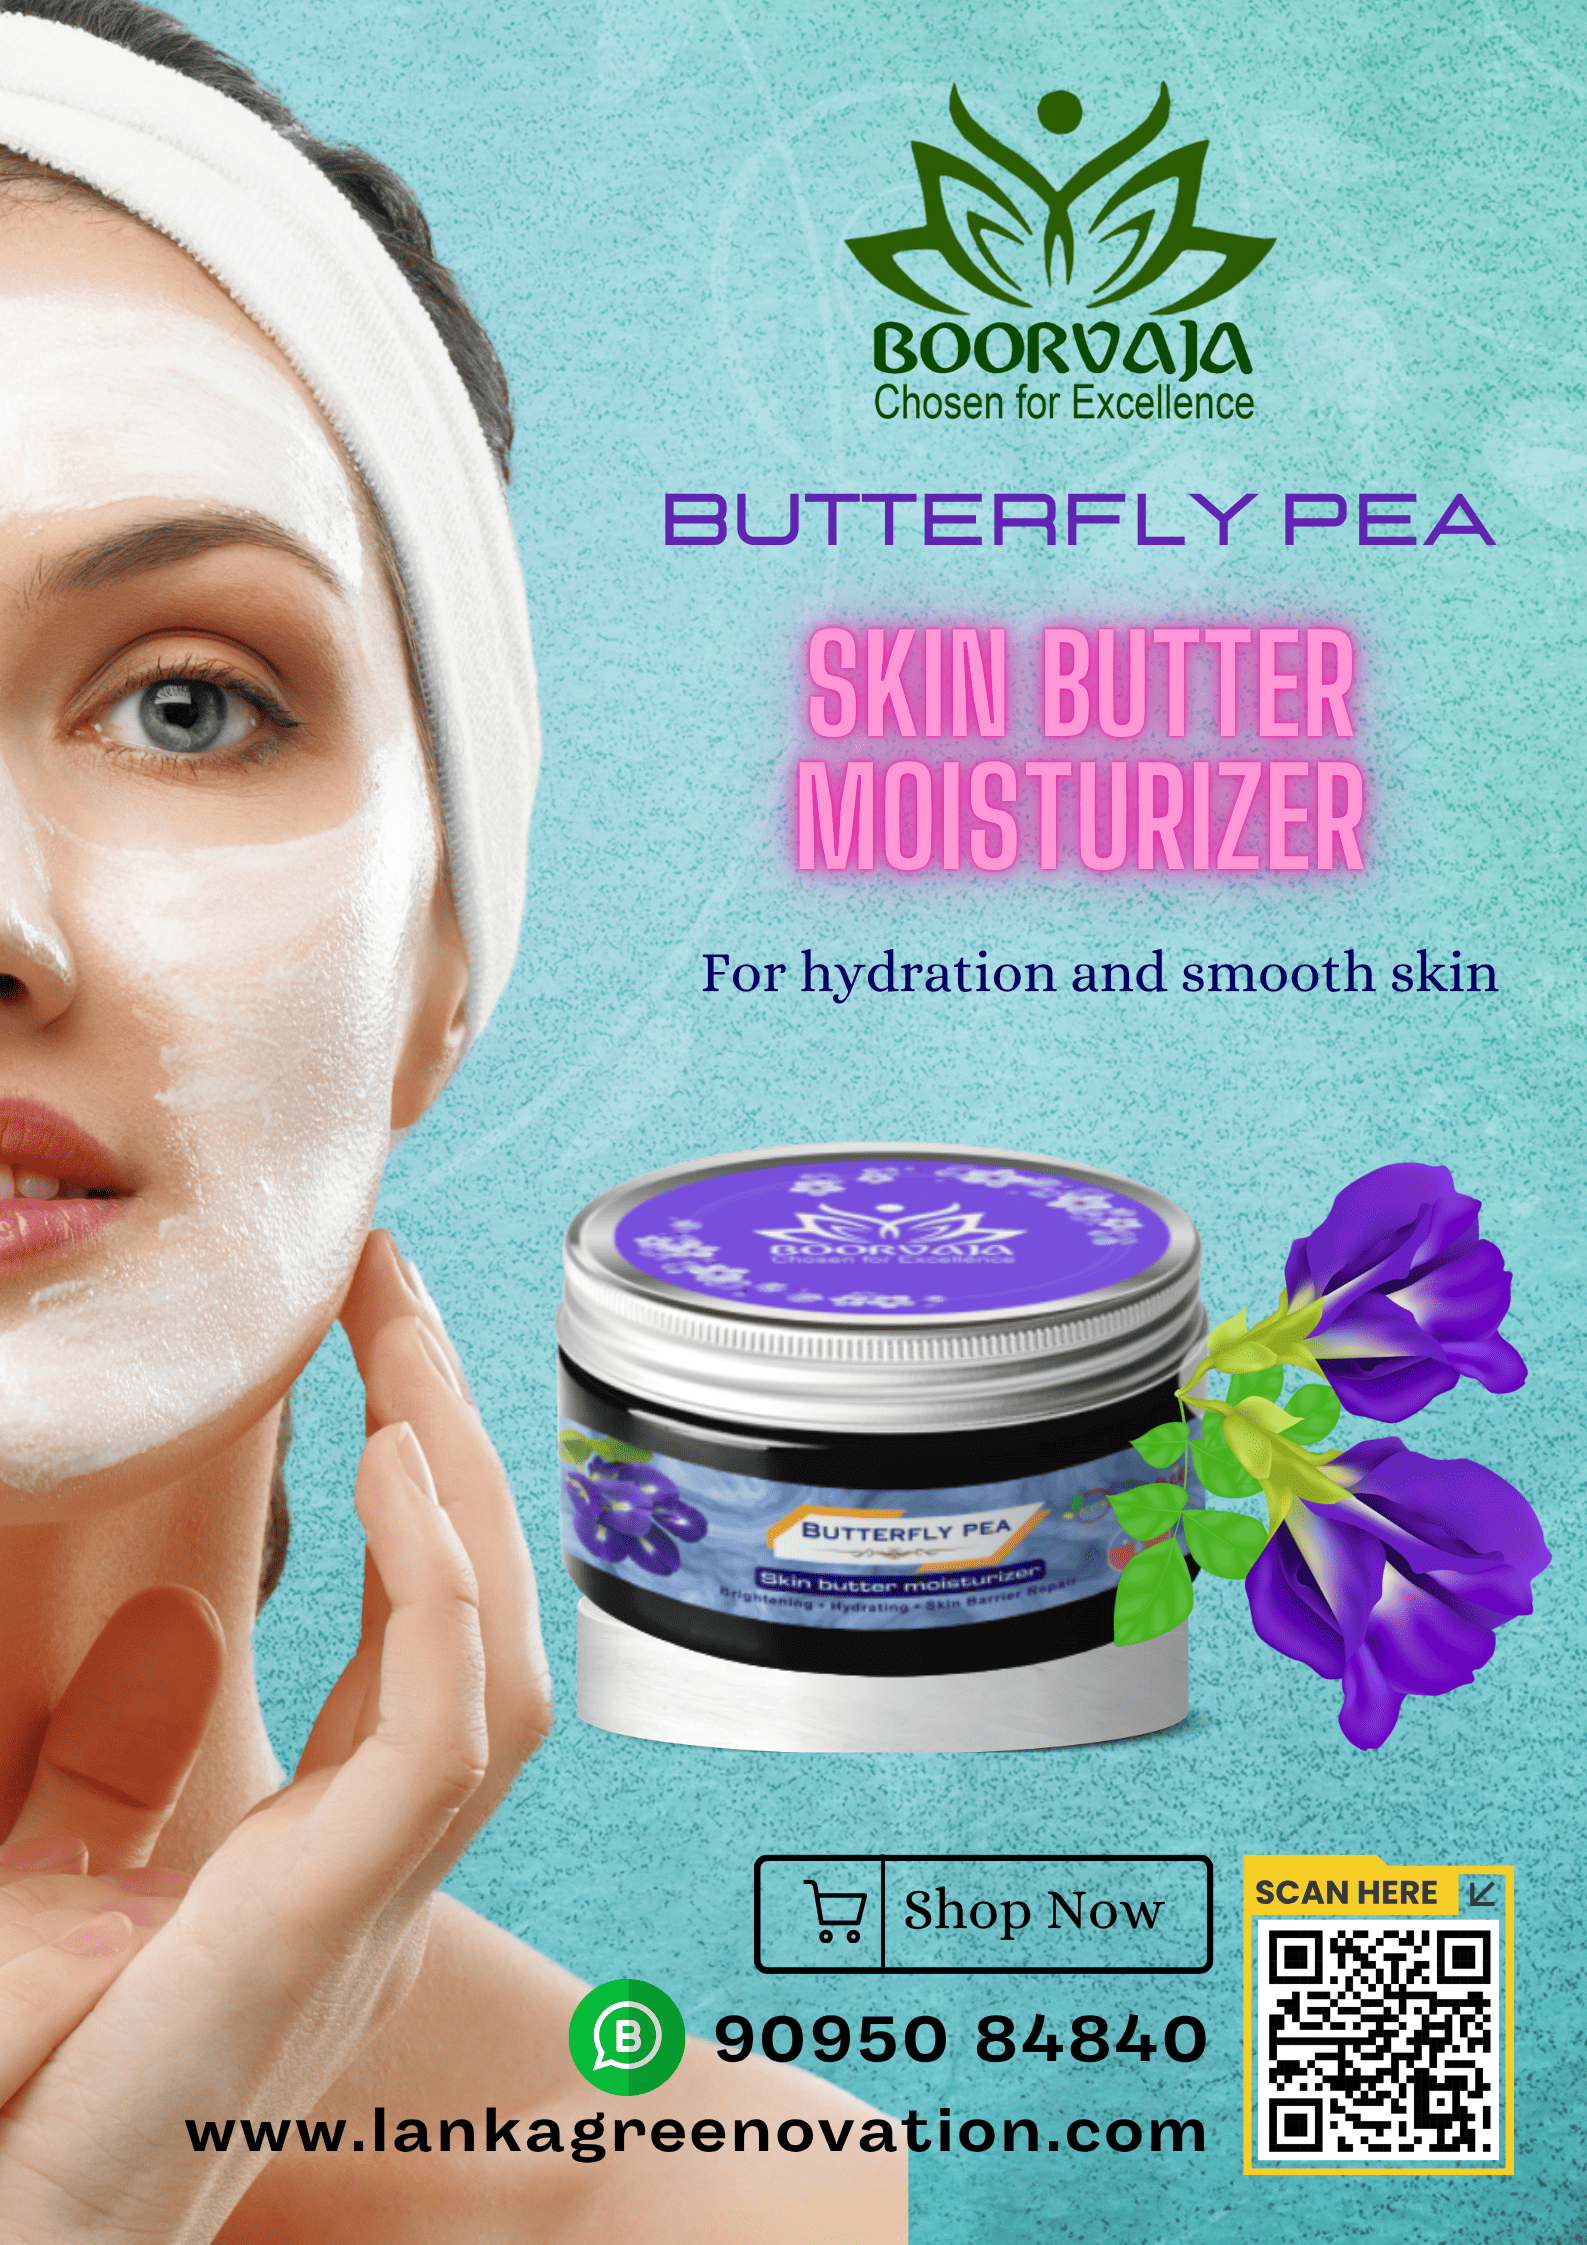 BOORVAJA
Chosen for Excellence
BUTTERFLY PEA
SKIN BUTTER
MOISTURIZER
For hydration and smooth skin
BOORVAJA
Chosen for Excellence
BUTTERFLY PEA
Skin butter moisturizer
Brightening • Hydrating • Skin Barrier Repair
Shop Now
SCAN HERE
B
90950 84840
www.lankagreenovation.com